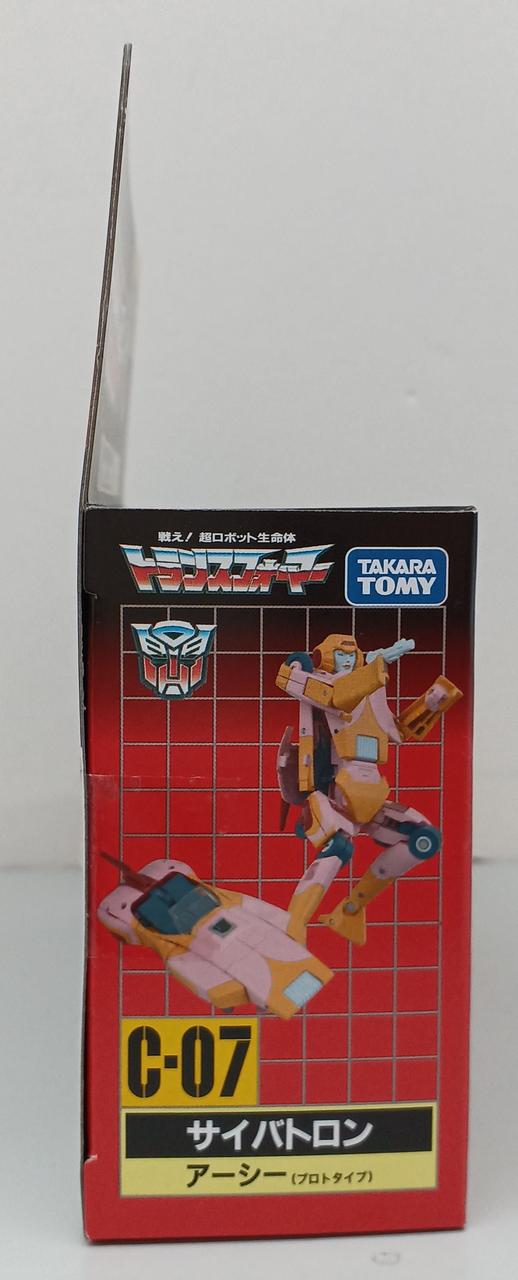 戦え！超ロボット生命体
トランスフォーマー
TAKARA
TOMY
C-07
サイバトロン
アーシー(プロトタイプ)